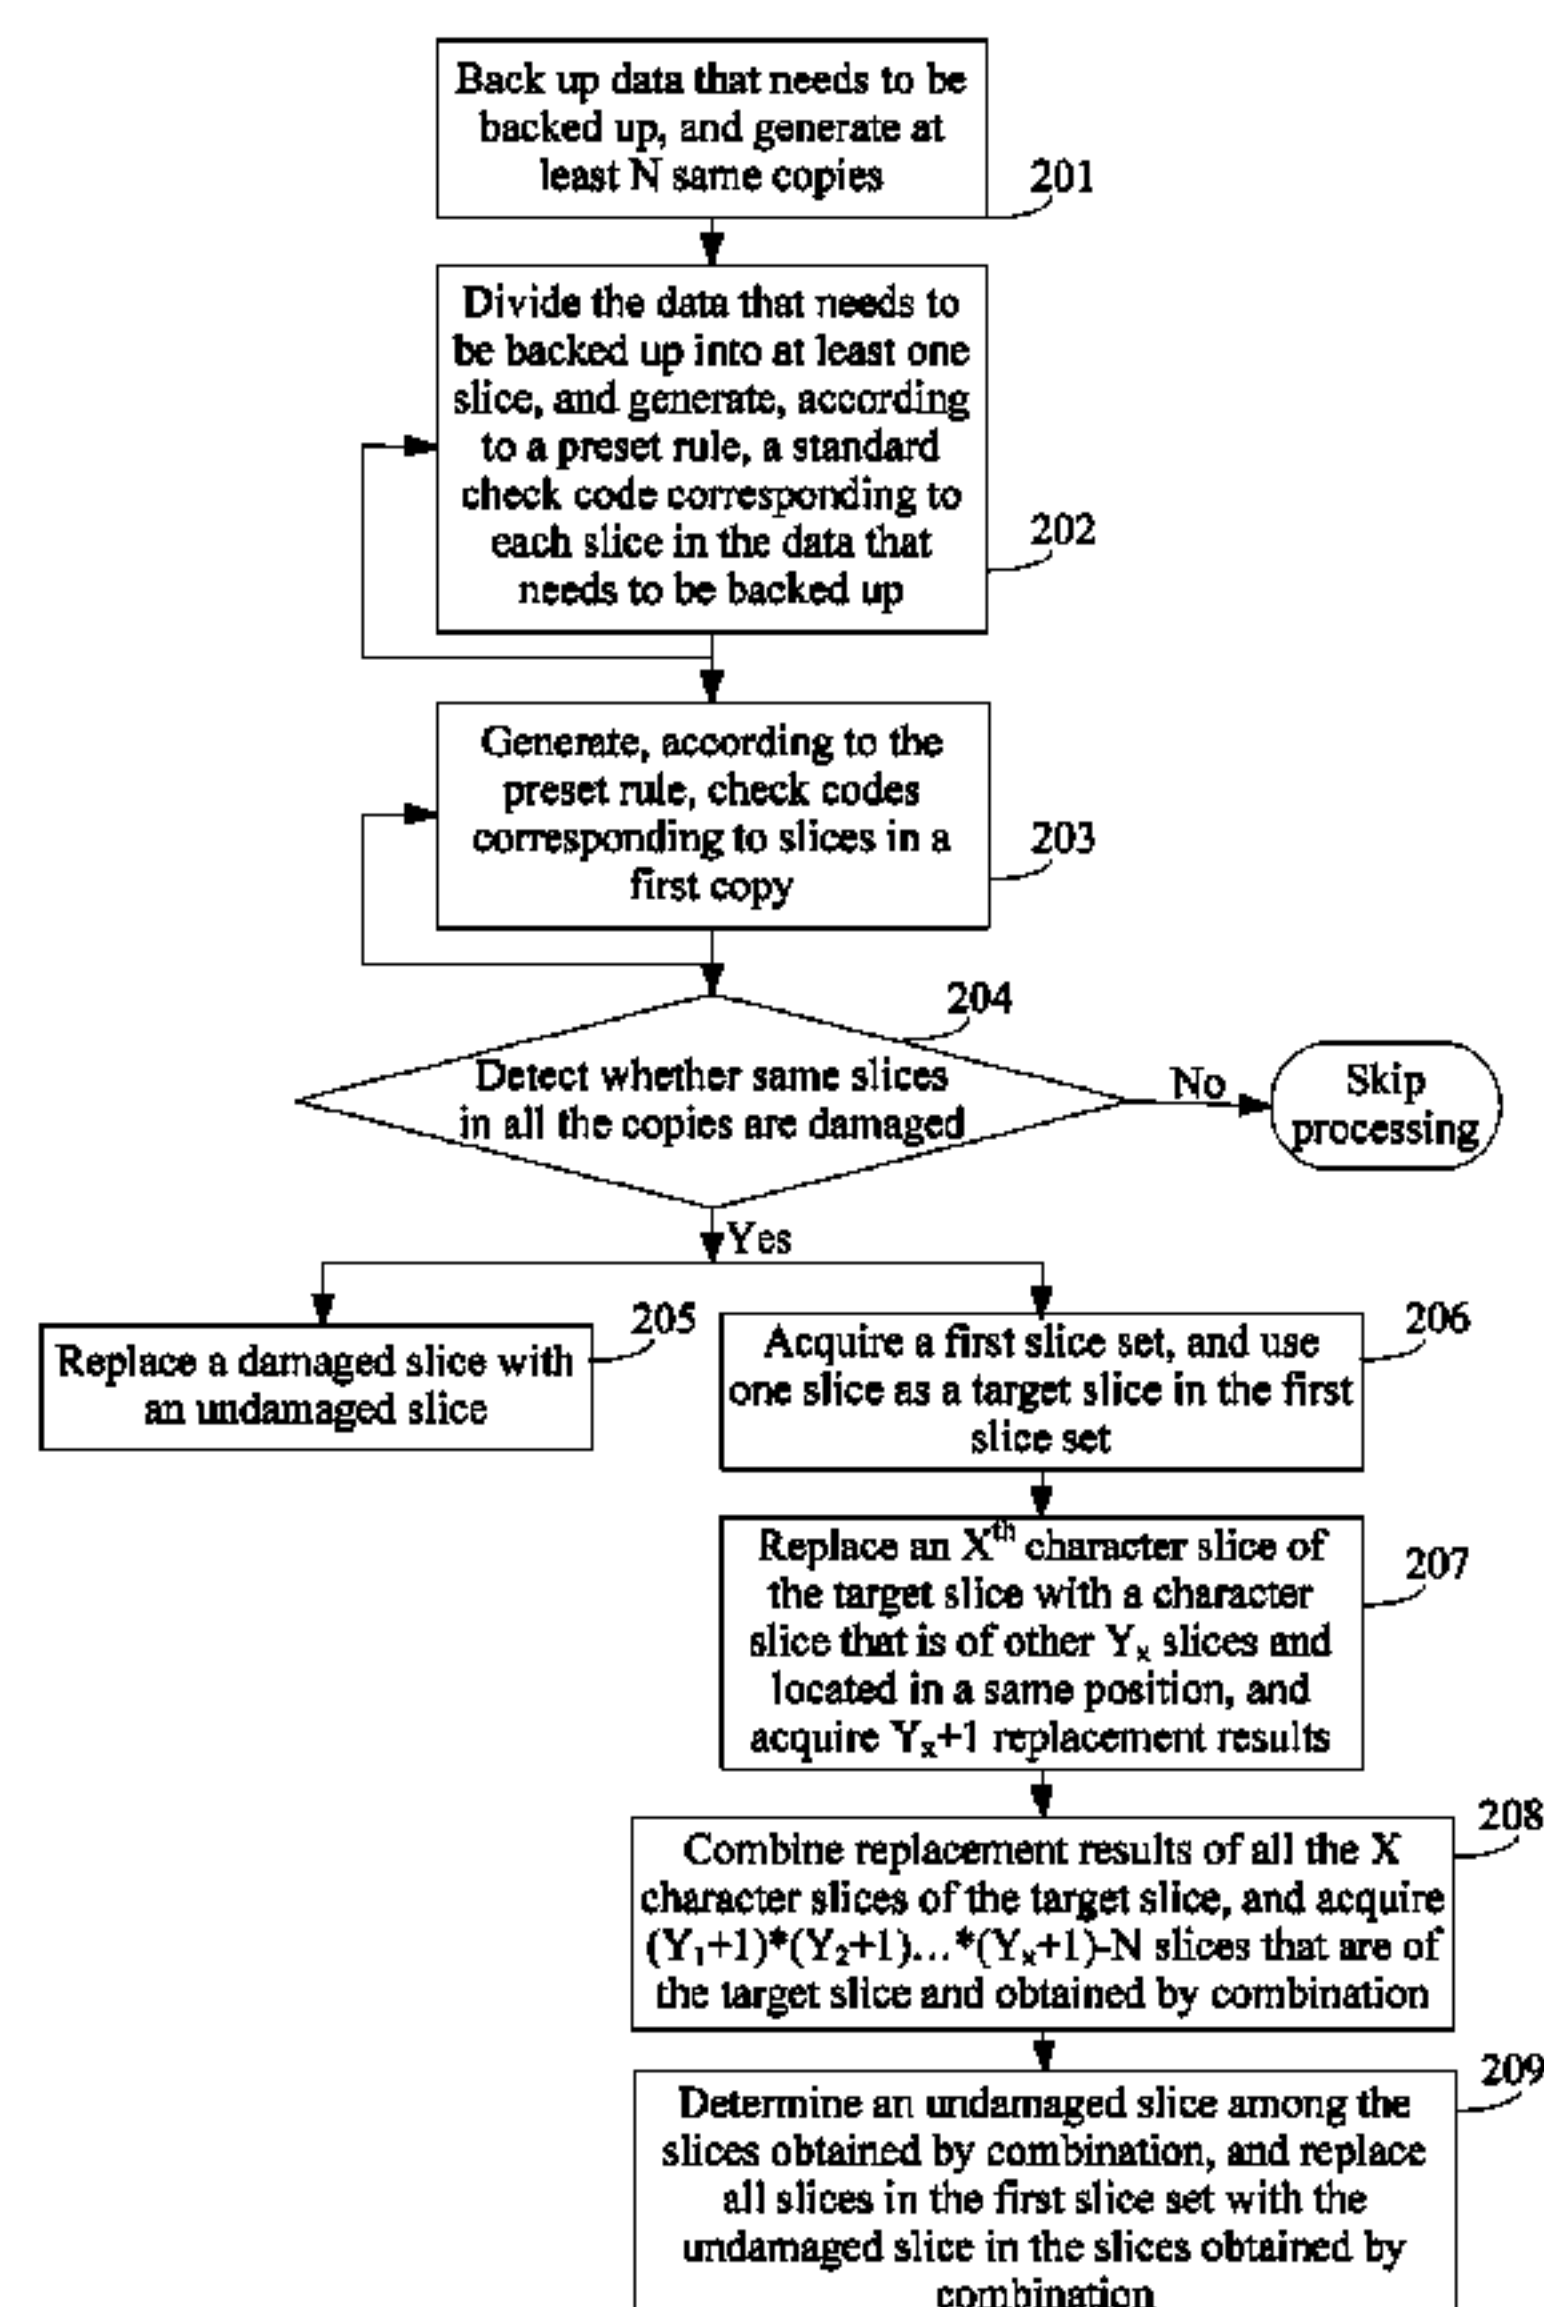 Back up data that needs to be
backed up, and generate at
least N same copies
201
Divide the data that needs to
be backed up into at least one
slice, and generate, according
to a preset rule, a standard
check code corresponding to
each slice in the data that
needs to be backed up
202
Generate, according to the
preset rule, check codes
corresponding to slices in a
first copy
203
204
Detect whether same slices
in all the copies are damaged
No
Skip
processing
Yes
Replace a damaged slice with
an undamaged slice
205
Acquire a first slice set, and use
one slice as a target slice in the first
slice set
206
Replace an Xth character slice of
the target slice with a character
slice that is of other Yx slices and
located in a same position, and
acquire Yx+1 replacement results
207
Combine replacement results of all the X
character slices of the target slice, and acquire
(Y1+1)*(Y2+1)...*(Yx+1)-N slices that are of
the target slice and obtained by combination
208
Determine an undamaged slice among the
slices obtained by combination, and replace
all slices in the first slice set with the
undamaged slice in the slices obtained by
combination
209